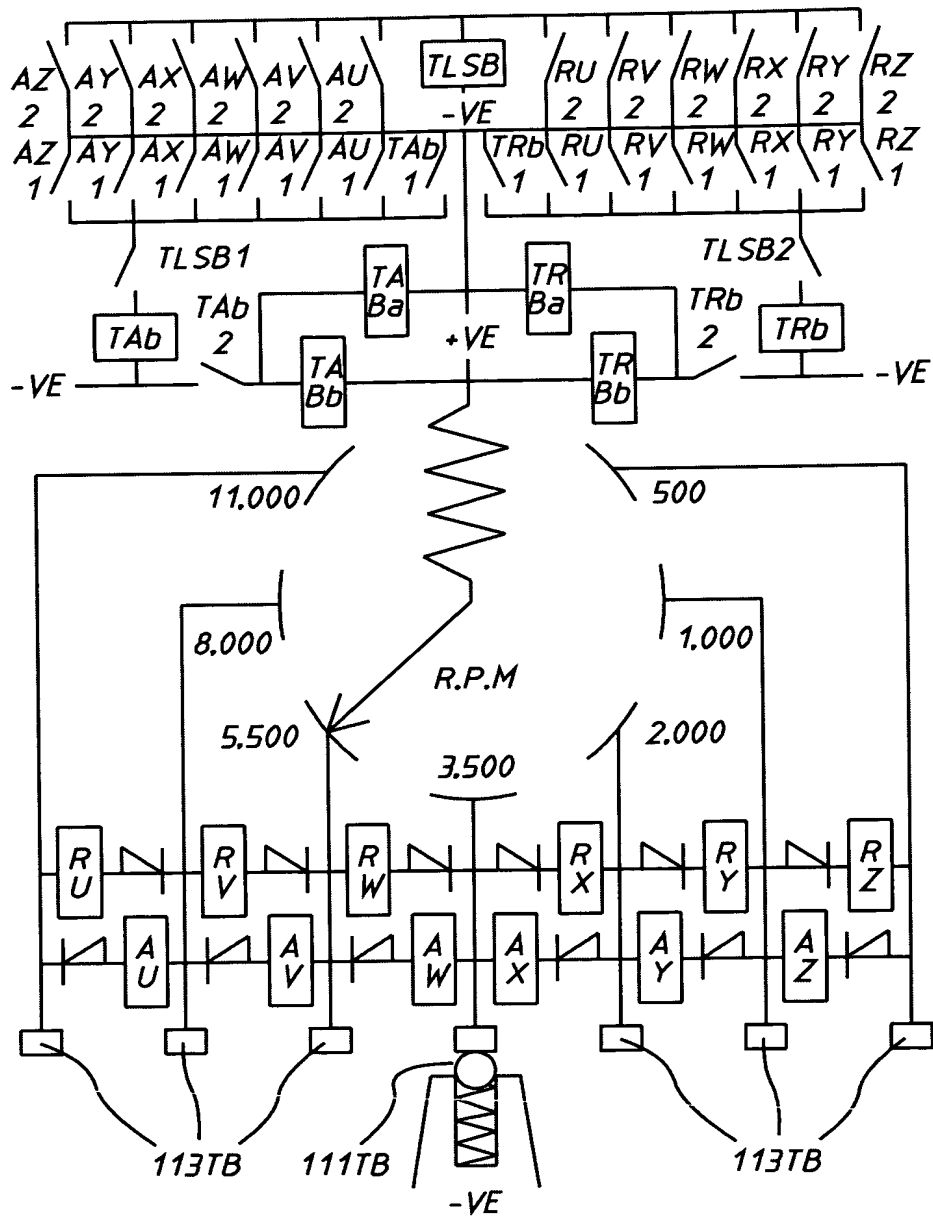 AZ AY AX AW AV AU TLSB RU RV RW RX RY RZ
2 2 2 2 2 2 -VE 2 2 2 2 2 2
AZ AY AX AW AV AU TAb TRb RU RV RW RX RY RZ
1 1 1 1 1 1 1 1 1 1 1 1 1 1
TLSB1 TLSB2
TA TR
Ba Ba
TAb TRb
2 2
TAb +VE TRb
-VE -VE
TA TR
Bb Bb
11.000 500
8.000 1.000
R.P.M
5.500 2.000
3.500
R R R R R R
U V W X Y Z
A A A A A A
U V W X Y Z
113TB 111TB 113TB
-VE